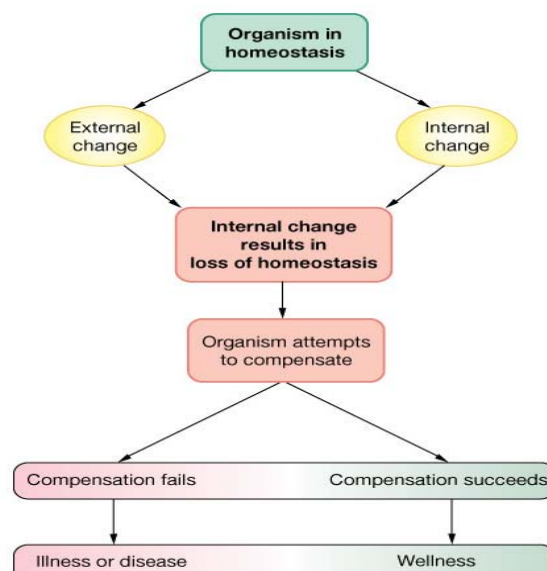 Organism in
homeostasis
External
change
Internal
change
Internal change
results in
loss of homeostasis
Organism attempts
to compensate
Compensation fails
Compensation succeeds
Illness or disease
Wellness